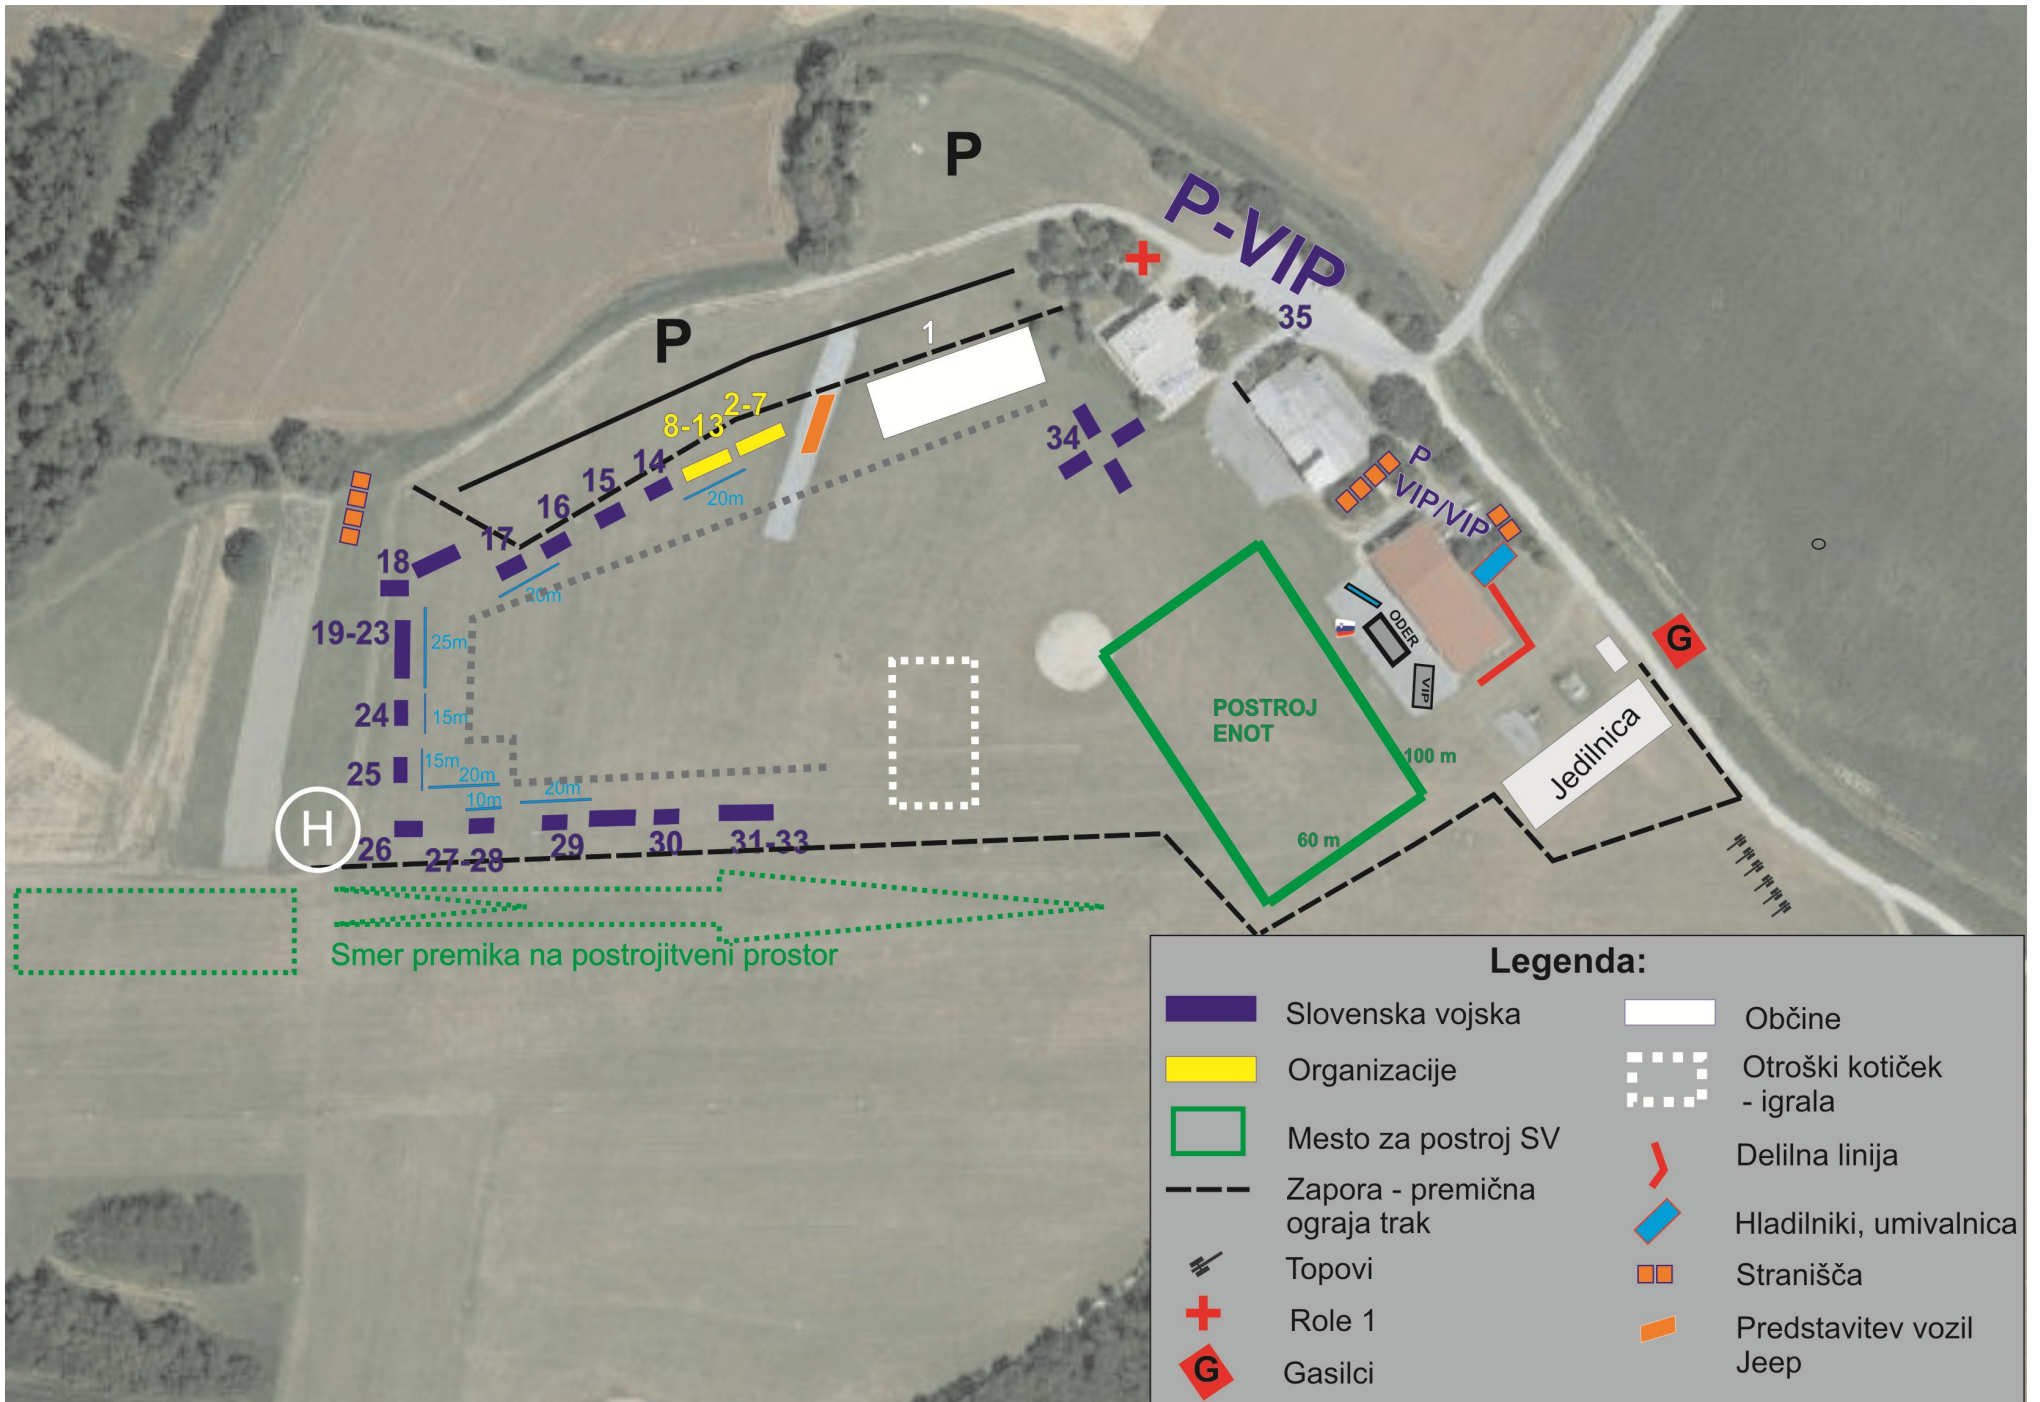 P
P-VIP
35
P
1
2-7
8-13
14
15
16
17
18
20m
20m
34
P
VIP/VIP
19-23
25m
24
15m
25
15m
20m
10m
20m
H
26
27-28
29
30
31-33
ODER
VIP
G
POSTROJ
ENOT
100 m
60 m
Jedilnica
Smer premika na postrojitveni prostor
Legenda:
Slovenska vojska
Organizacije
Mesto za postroj SV
Zapora - premična
ograja trak
Topovi
Role 1
G
Gasilci
Občine
Otroški kotiček
- igrala
Delilna linija
Hladilniki, umivalnica
Stranišča
Predstavitev vozil
Jeep